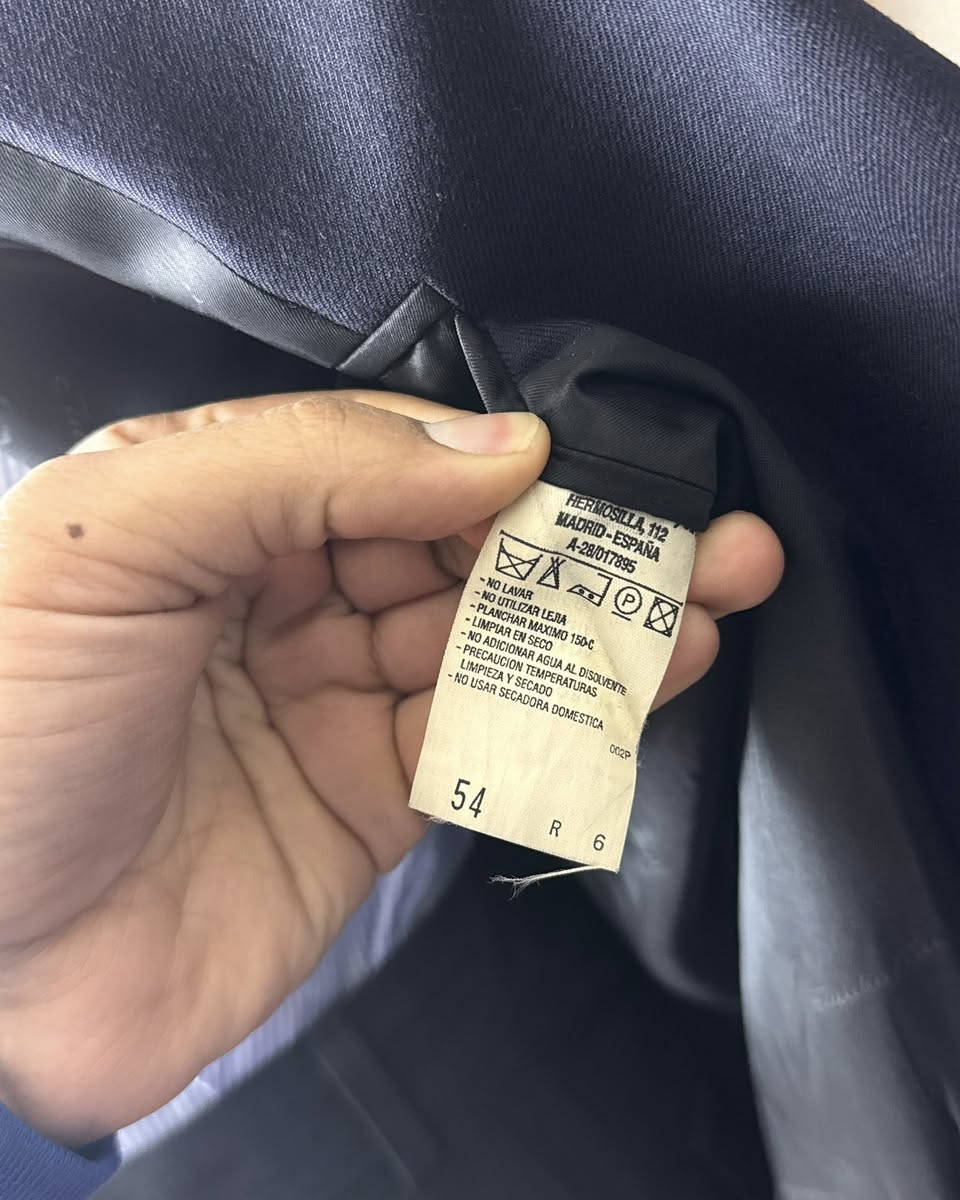 HERMOSILLA, 112
MADRID-ESPAÑA
A-28/017895
P
- NO LAVAR
- NO UTILIZAR LEJIA
- PLANCHAR MAXIMO 150·C
- LIMPIAR EN SECO
- NO ADICIONAR AGUA AL DISOLVENTE
- PRECAUCION TEMPERATURAS
LIMPIEZA Y SECADO
- NO USAR SECADORA DOMESTICA
002P
54
R 6